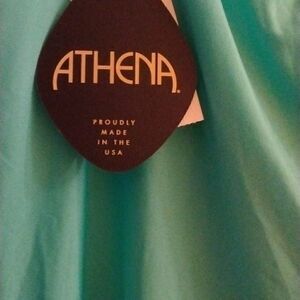 ATHENA
PROUDLY
MADE
IN THE
USA